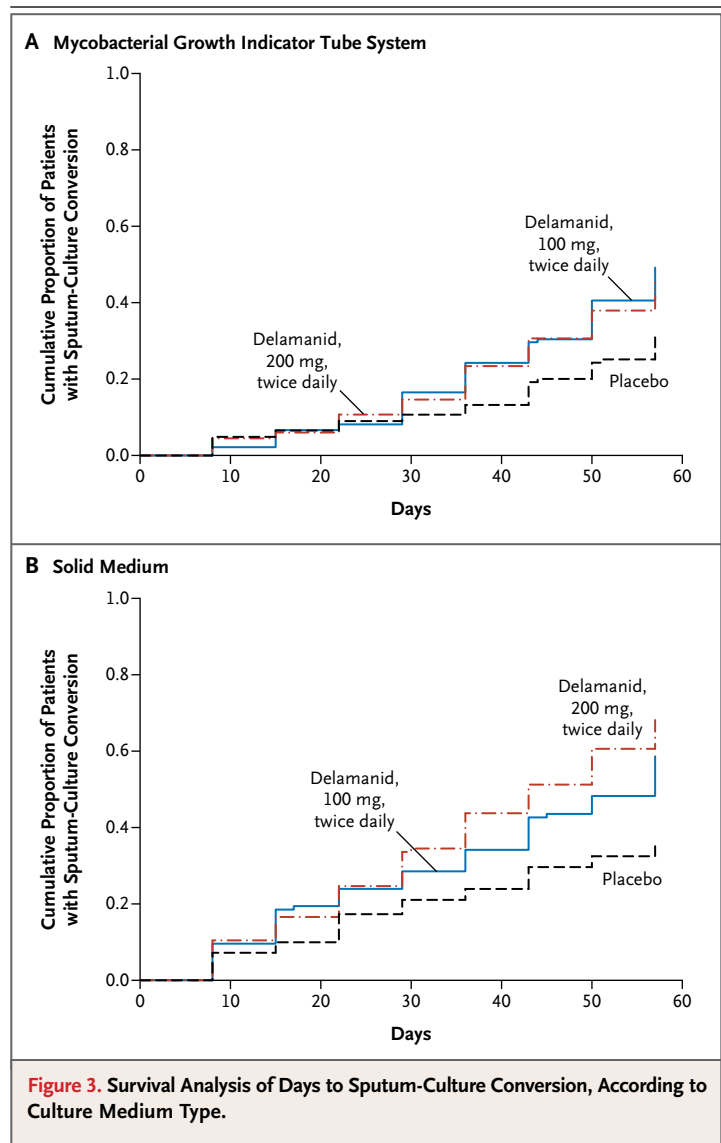 A Mycobacterial Growth Indicator Tube System
Cumulative Proportion of Patients
with Sputum-Culture Conversion
1.0
0.8
0.6
0.4
0.2
0.0
Delamanid,
200 mg,
twice daily
Delamanid,
100 mg,
twice daily
Placebo
0 10 20 30 40 50 60
Days
B Solid Medium
Cumulative Proportion of Patients
with Sputum-Culture Conversion
1.0
0.8
0.6
0.4
0.2
0.0
Delamanid,
100 mg,
twice daily
Delamanid,
200 mg,
twice daily
Placebo
0 10 20 30 40 50 60
Days
Figure 3. Survival Analysis of Days to Sputum-Culture Conversion, According to
Culture Medium Type.